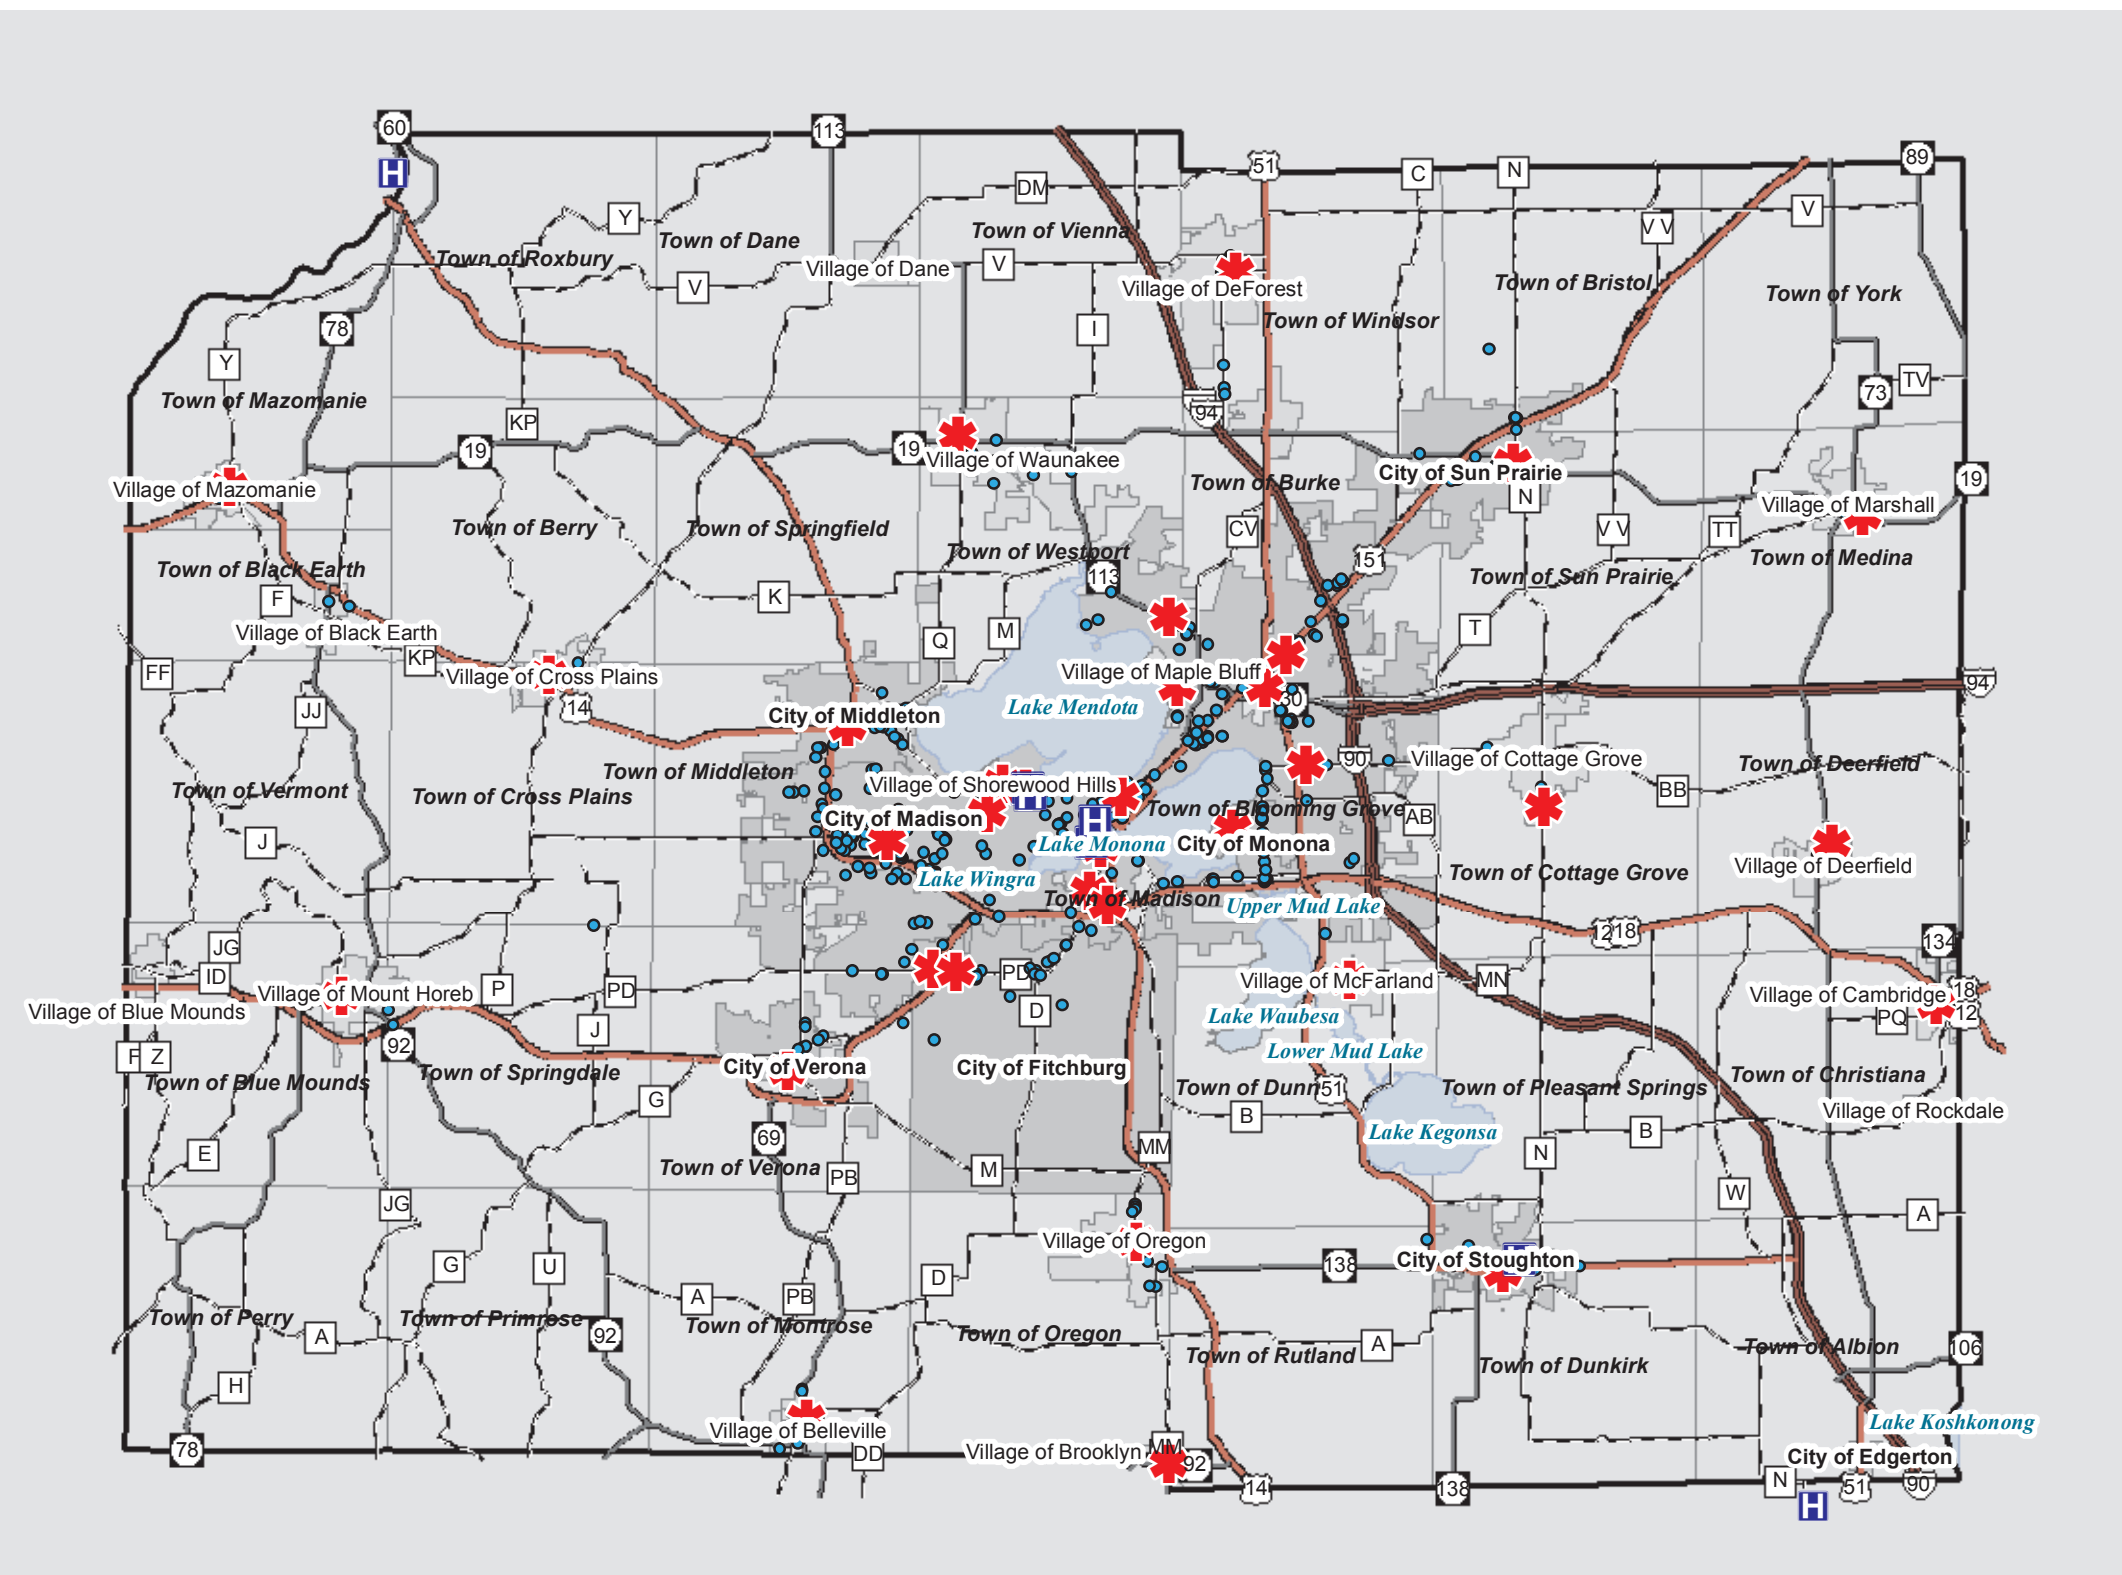 60
113
H
51
C
N
89
DM
Y
V
V V
Town of Vienna
Town of Dane
Town of Roxbury
Village of Dane
V
V
Village of DeForest
Town of Bristol
Town of York
Town of Windsor
78
I
Y
TV
73
Town of Mazomanie
94
KP
19
19
Village of Waunakee
City of Sun Prairie
19
Village of Mazomanie
Town of Burke
N
Village of Marshall
Town of Berry
Town of Springfield
CV
V V
TT
Town of Westport
151
Town of Medina
Town of Black Earth
113
Town of Sun Prairie
F
K
Village of Black Earth
Q
M
T
KP
FF
Village of Cross Plains
Village of Maple Bluff
94
14
JJ
Lake Mendota
30
City of Middleton
90
Village of Cottage Grove
Town of Deerfield
Town of Middleton
Village of Shorewood Hills
H
BB
Town of Vermont
Town of Cross Plains
Town of Blooming Grove
AB
City of Madison
H
J
Lake Monona
City of Monona
Village of Deerfield
Lake Wingra
Town of Cottage Grove
Town of Madison
Upper Mud Lake
1218
134
JG
ID
P
PD
PD
MN
Village of McFarland
Village of Mount Horeb
Village of Cambridge
18
12
Village of Blue Mounds
D
Lake Waubesa
PQ
J
92
F
Z
Lower Mud Lake
City of Verona
City of Fitchburg
Town of Blue Mounds
Town of Springdale
Town of Dunn
51
Town of Pleasant Springs
Town of Christiana
G
B
Village of Rockdale
69
Lake Kegonsa
B
E
MM
N
Town of Verona
PB
M
JG
W
A
Village of Oregon
G
U
138
City of Stoughton
D
A
PB
Town of Perry
Town of Primrose
Town of Montrose
A
92
Town of Oregon
Town of Rutland
A
Town of Dunkirk
Town of Albion
106
H
Lake Koshkonong
Village of Belleville
78
DD
Village of Brooklyn
MM
92
City of Edgerton
14
138
N
51
90
H